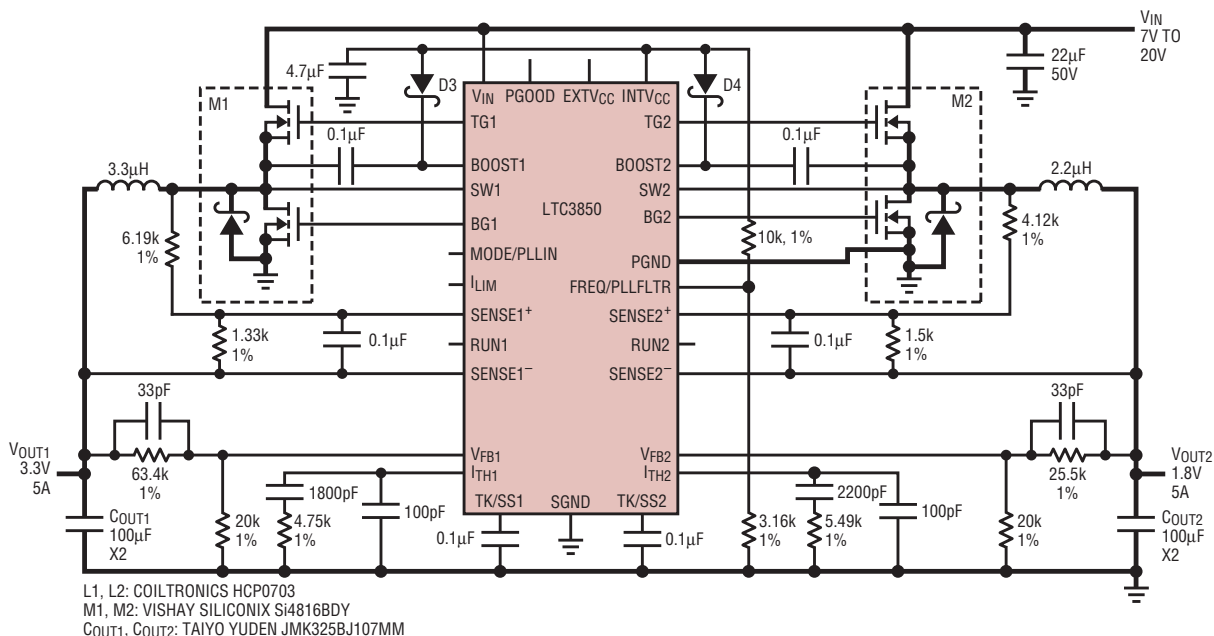 VIN
7V TO
20V
22µF
50V
4.7µF
D3
D4
M1
M2
VIN
PGOOD
EXTVCC
INTVCC
TG1
TG2
0.1µF
0.1µF
BOOST1
BOOST2
3.3µH
2.2µH
SW1
SW2
LTC3850
BG1
BG2
6.19k
1%
10k, 1%
4.12k
1%
MODE/PLLIN
PGND
ILIM
FREQ/PLLFLTR
SENSE1+
SENSE2+
1.33k
1%
0.1µF
0.1µF
1.5k
1%
RUN1
RUN2
SENSE1–
SENSE2–
33pF
33pF
VOUT1
3.3V
5A
63.4k
1%
VFB1
VFB2
25.5k
1%
VOUT2
1.8V
5A
ITH1
ITH2
1800pF
2200pF
TK/SS1
SGND
TK/SS2
COUT1
100µF
X2
20k
1%
4.75k
1%
100pF
0.1µF
0.1µF
3.16k
1%
5.49k
1%
100pF
20k
1%
COUT2
100µF
X2
L1, L2: COILTRONICS HCP0703
M1, M2: VISHAY SILICONIX Si4816BDY
COUT1, COUT2: TAIYO YUDEN JMK325BJ107MM